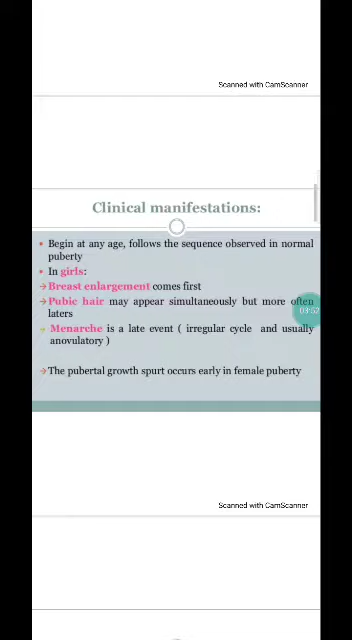 Scanned with CamScanner
Clinical manifestations:
Begin at any age, follows the sequence observed in normal
puberty
In girls:
→Breast enlargement comes first
→Pubic hair may appear simultaneously but more often
laters
→ Menarche is a late event ( irregular cycle and usually
anovulatory )
→The pubertal growth spurt occurs early in female puberty
03:52
Scanned with CamScanner